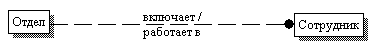 Отдел
включает /
работает в
Сотрудник